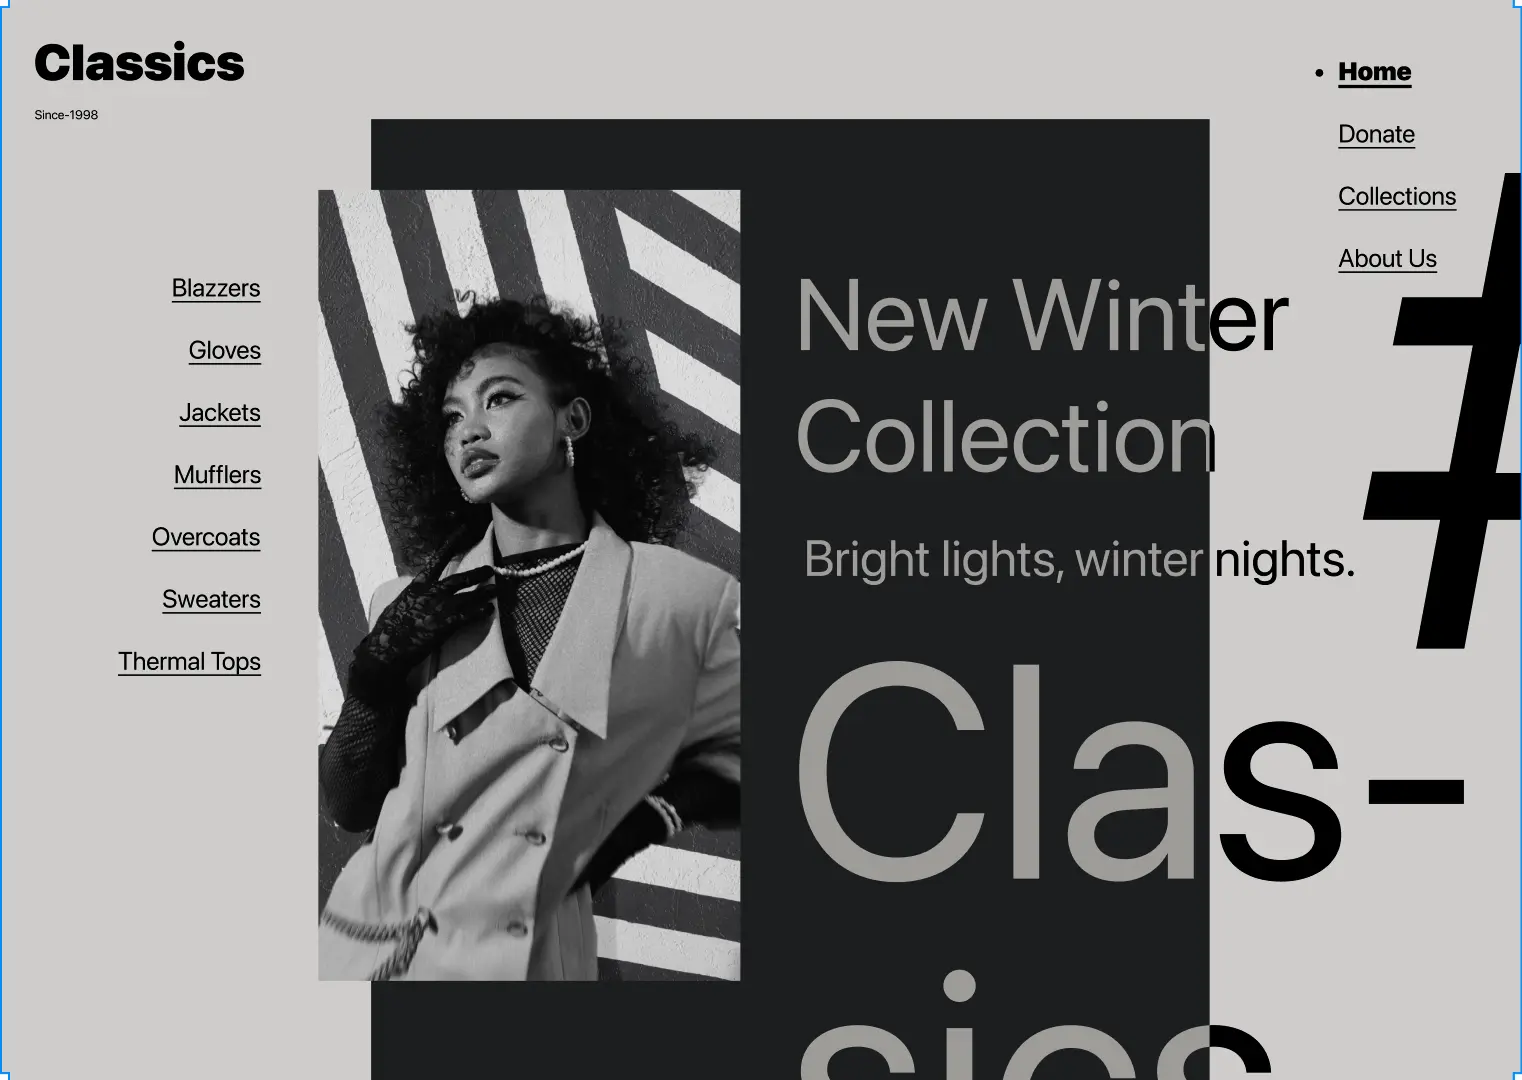 Classics
Since-1998
Home
Donate
Collections
About Us
Blazzers
Gloves
Jackets
Mufflers
Overcoats
Sweaters
Thermal Tops
New Winter
Collection
Bright lights, winter nights.
#
Clas-
sics